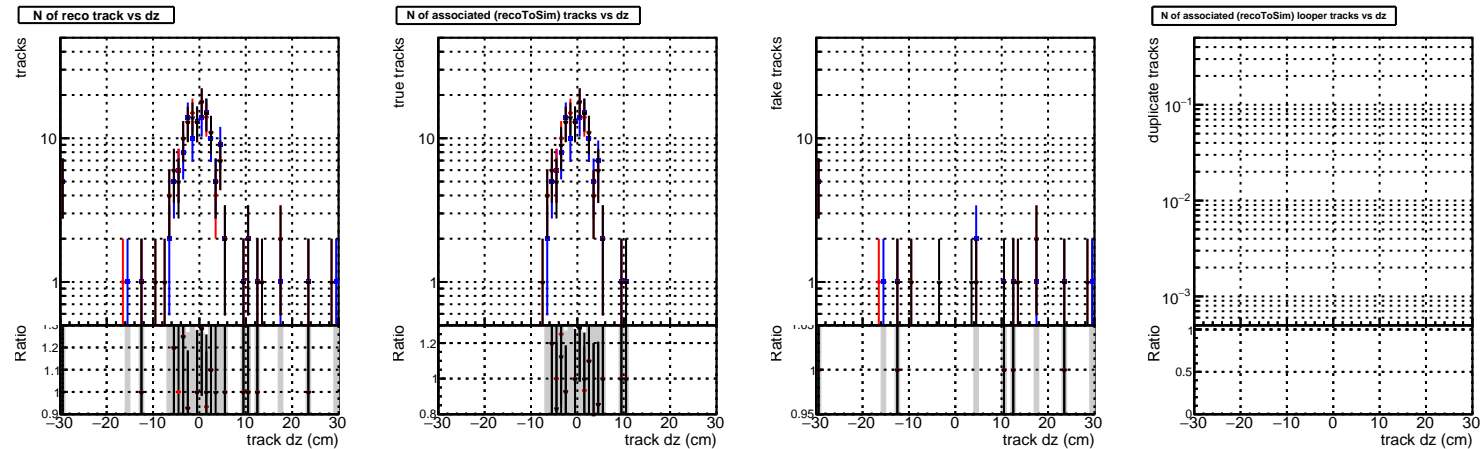 N of reco track vs dz
tracks
10
1
Ratio
1.3
1.2
1.1
1
0.9
−30 −20 −10 0 10 20 30
track dz (cm)
N of associated (recoToSim) tracks vs dz
true tracks
10
1
Ratio
1.2
1
0.8
−30 −20 −10 0 10 20 30
track dz (cm)
fake tracks
10
1
Ratio
1.05
1
0.95
−30 −20 −10 0 10 20 30
track dz (cm)
N of associated (recoToSim) looper tracks vs dz
duplicate tracks
10−1
10−2
10−3
Ratio
1
0.5
0
−30 −20 −10 0 10 20 30
track dz (cm)